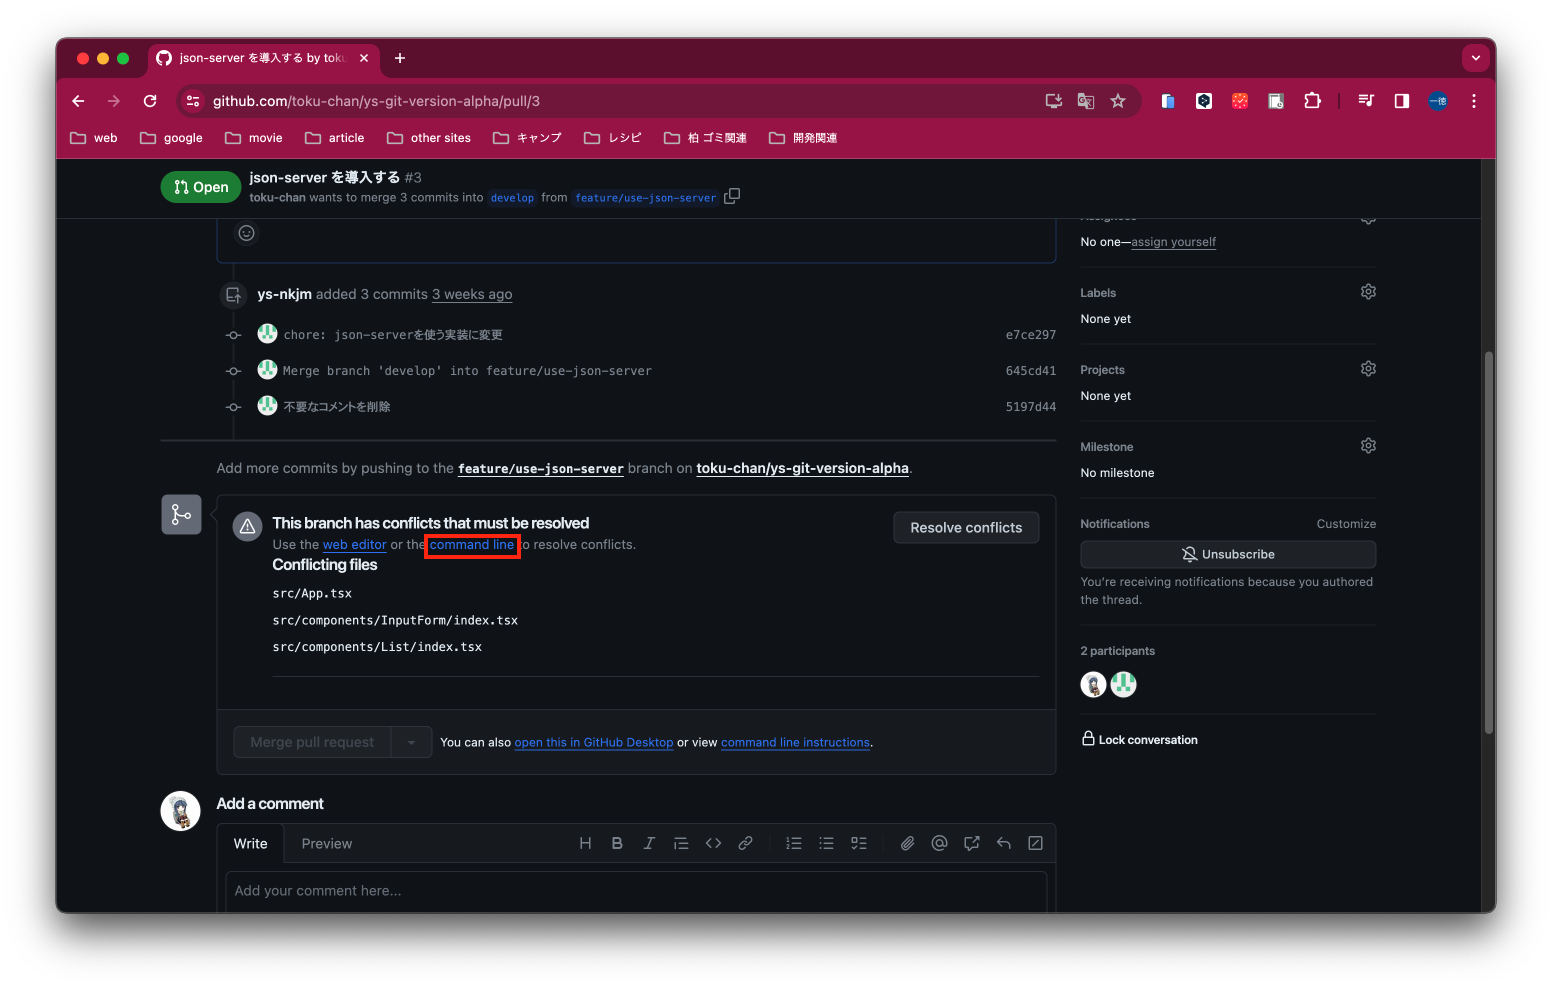 json-server を導入する by toku
github.com/toku-chan/ys-git-version-alpha/pull/3
一徳
web
google
movie
article
other sites
キャンプ
レシピ
柏 ゴミ関連
開発関連
Open
json-server を導入する #3
toku-chan wants to merge 3 commits into develop from feature/use-json-server
Assignees
No one—assign yourself
ys-nkjm added 3 commits 3 weeks ago
chore: json-serverを使う実装に変更 e7ce297
Merge branch 'develop' into feature/use-json-server 645cd41
不要なコメントを削除 5197d44
Labels
None yet
Projects
None yet
Milestone
No milestone
Add more commits by pushing to the feature/use-json-server branch on toku-chan/ys-git-version-alpha.
This branch has conflicts that must be resolved
Use the web editor or the command line to resolve conflicts.
Resolve conflicts
Conflicting files
src/App.tsx
src/components/InputForm/index.tsx
src/components/List/index.tsx
Notifications
Customize
Unsubscribe
You're receiving notifications because you authored
the thread.
2 participants
Lock conversation
Merge pull request
You can also open this in GitHub Desktop or view command line instructions.
Add a comment
Write
Preview
Add your comment here...